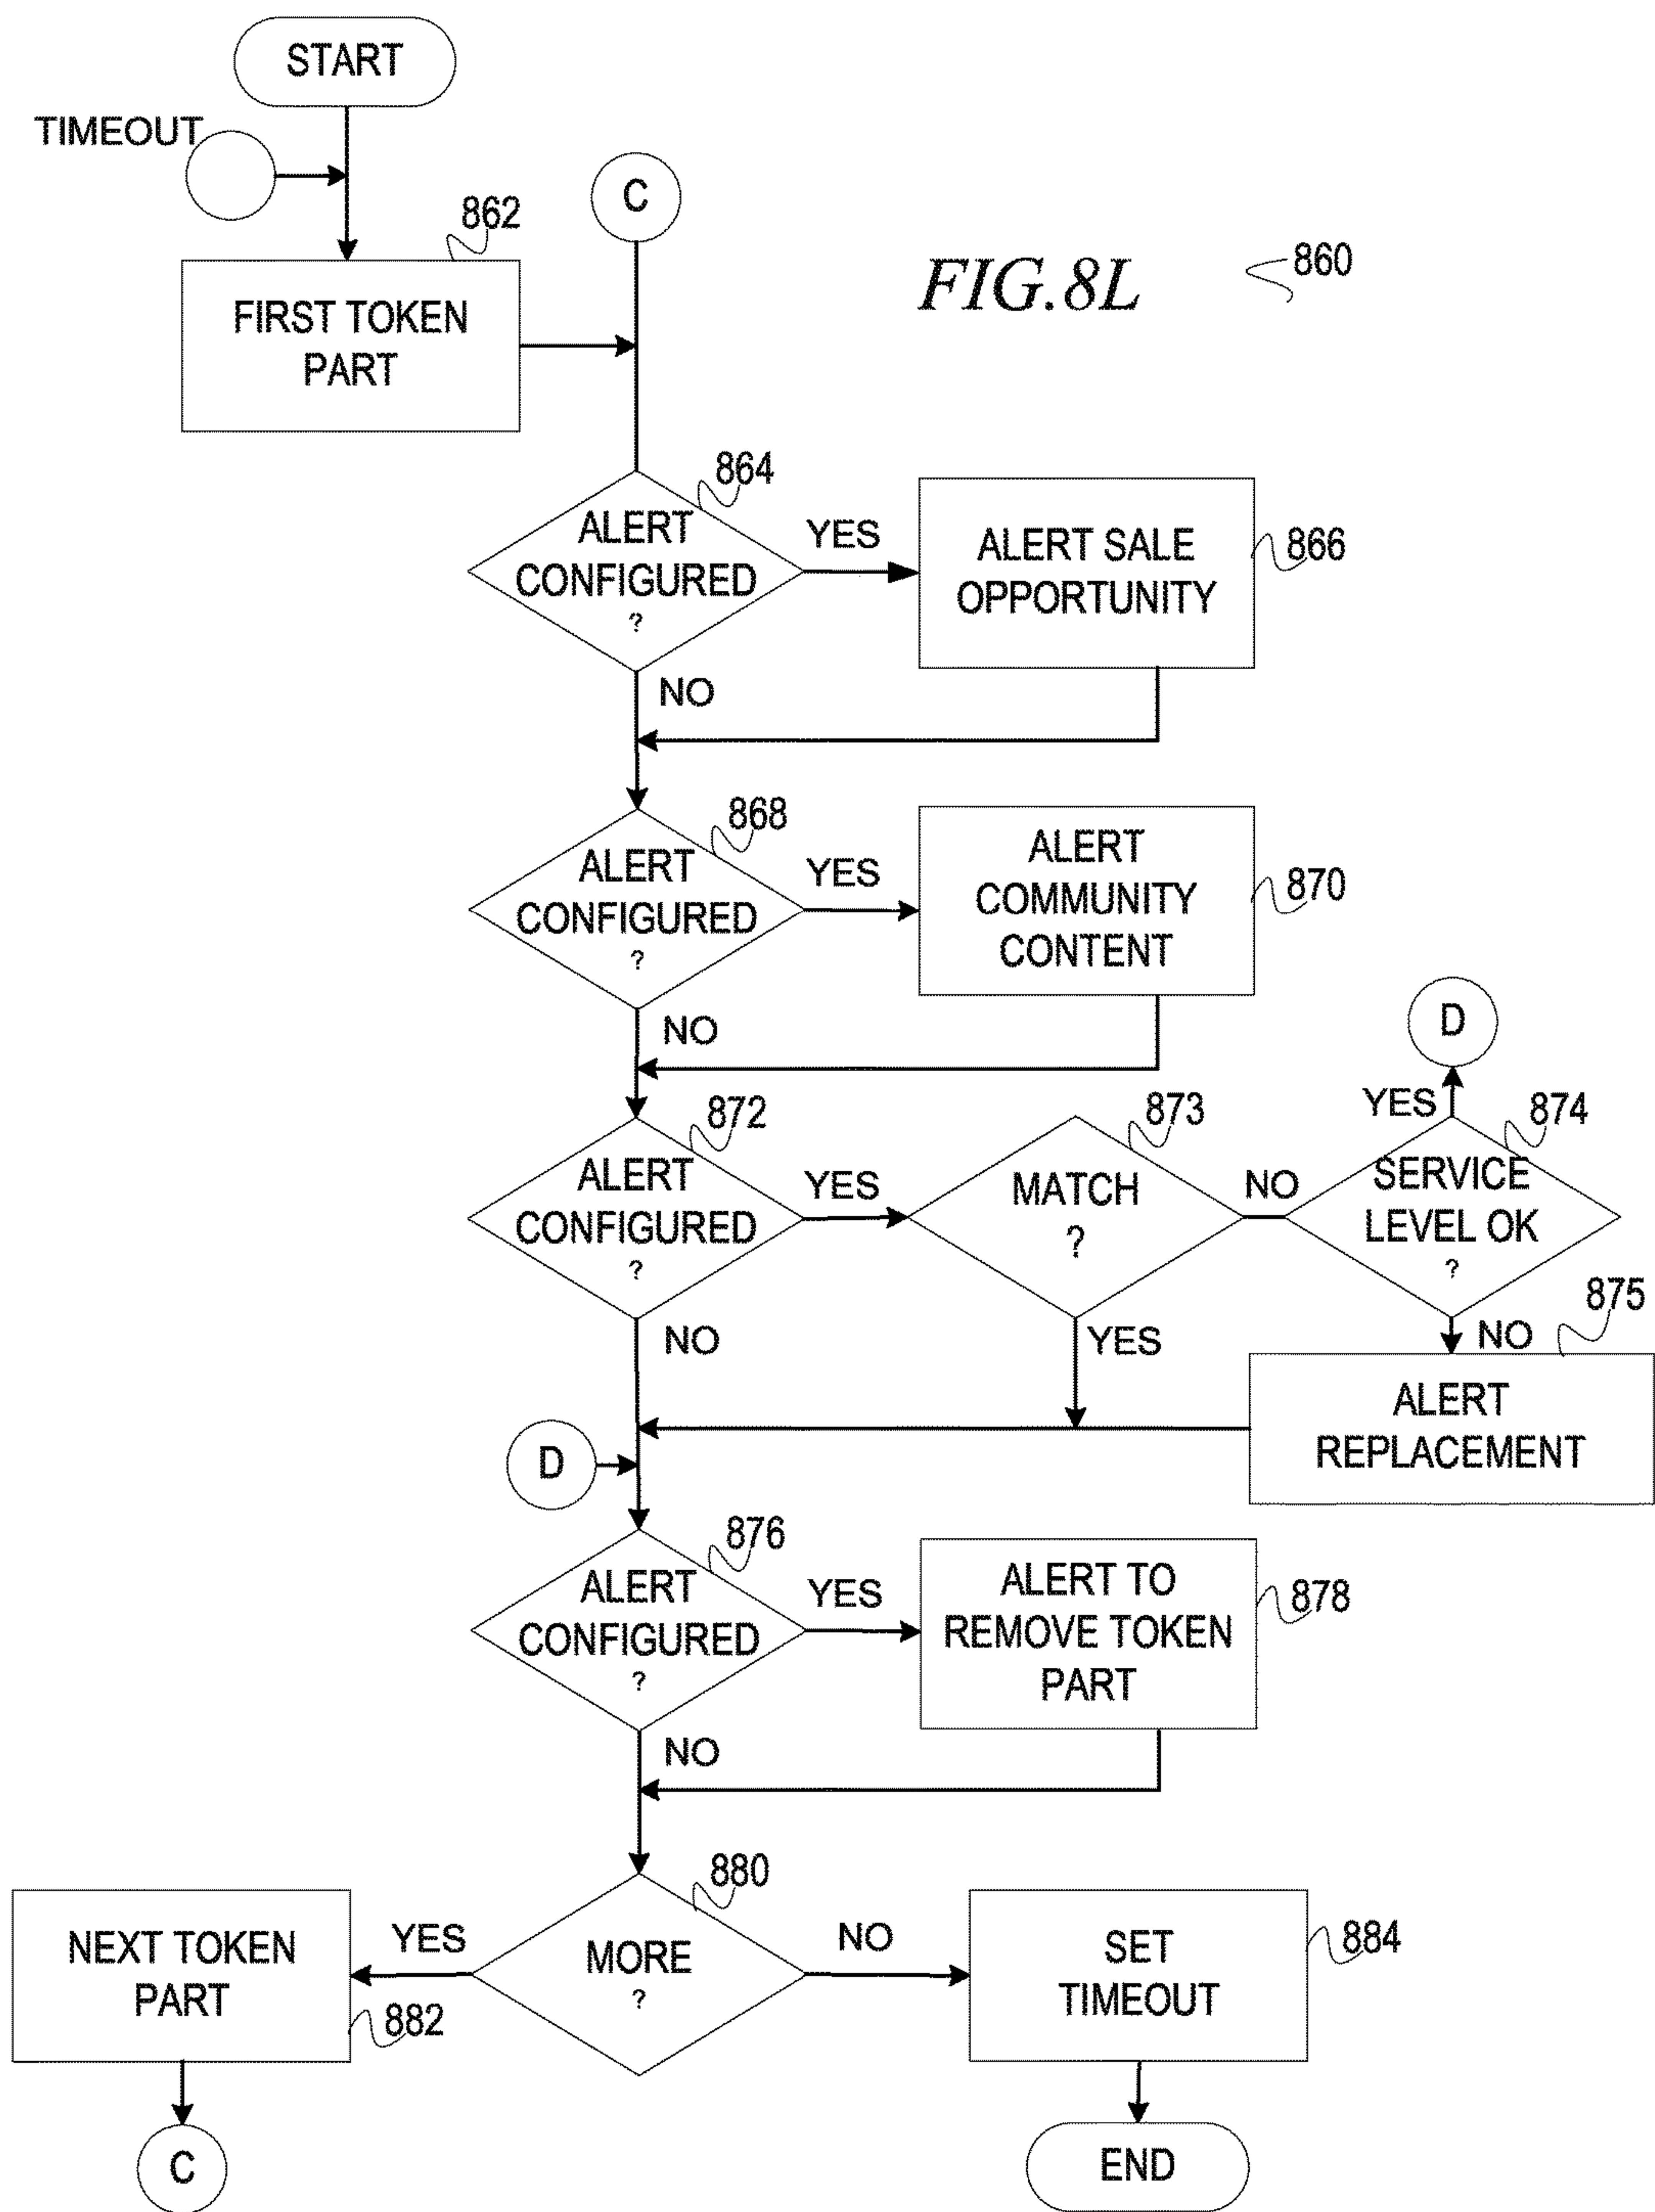 START
TIMEOUT
C
862
FIRST TOKEN
PART
FIG.8L
860
864
ALERT
CONFIGURED
?
YES
ALERT SALE
OPPORTUNITY
866
NO
868
ALERT
CONFIGURED
?
YES
ALERT
COMMUNITY
CONTENT
870
NO
D
872
ALERT
CONFIGURED
?
YES
873
MATCH
?
NO
YES
874
SERVICE
LEVEL OK
?
NO
YES
NO
875
ALERT
REPLACEMENT
D
876
ALERT
CONFIGURED
?
YES
ALERT TO
REMOVE TOKEN
PART
878
NO
880
MORE
?
YES
NEXT TOKEN
PART
882
NO
SET
TIMEOUT
884
C
END